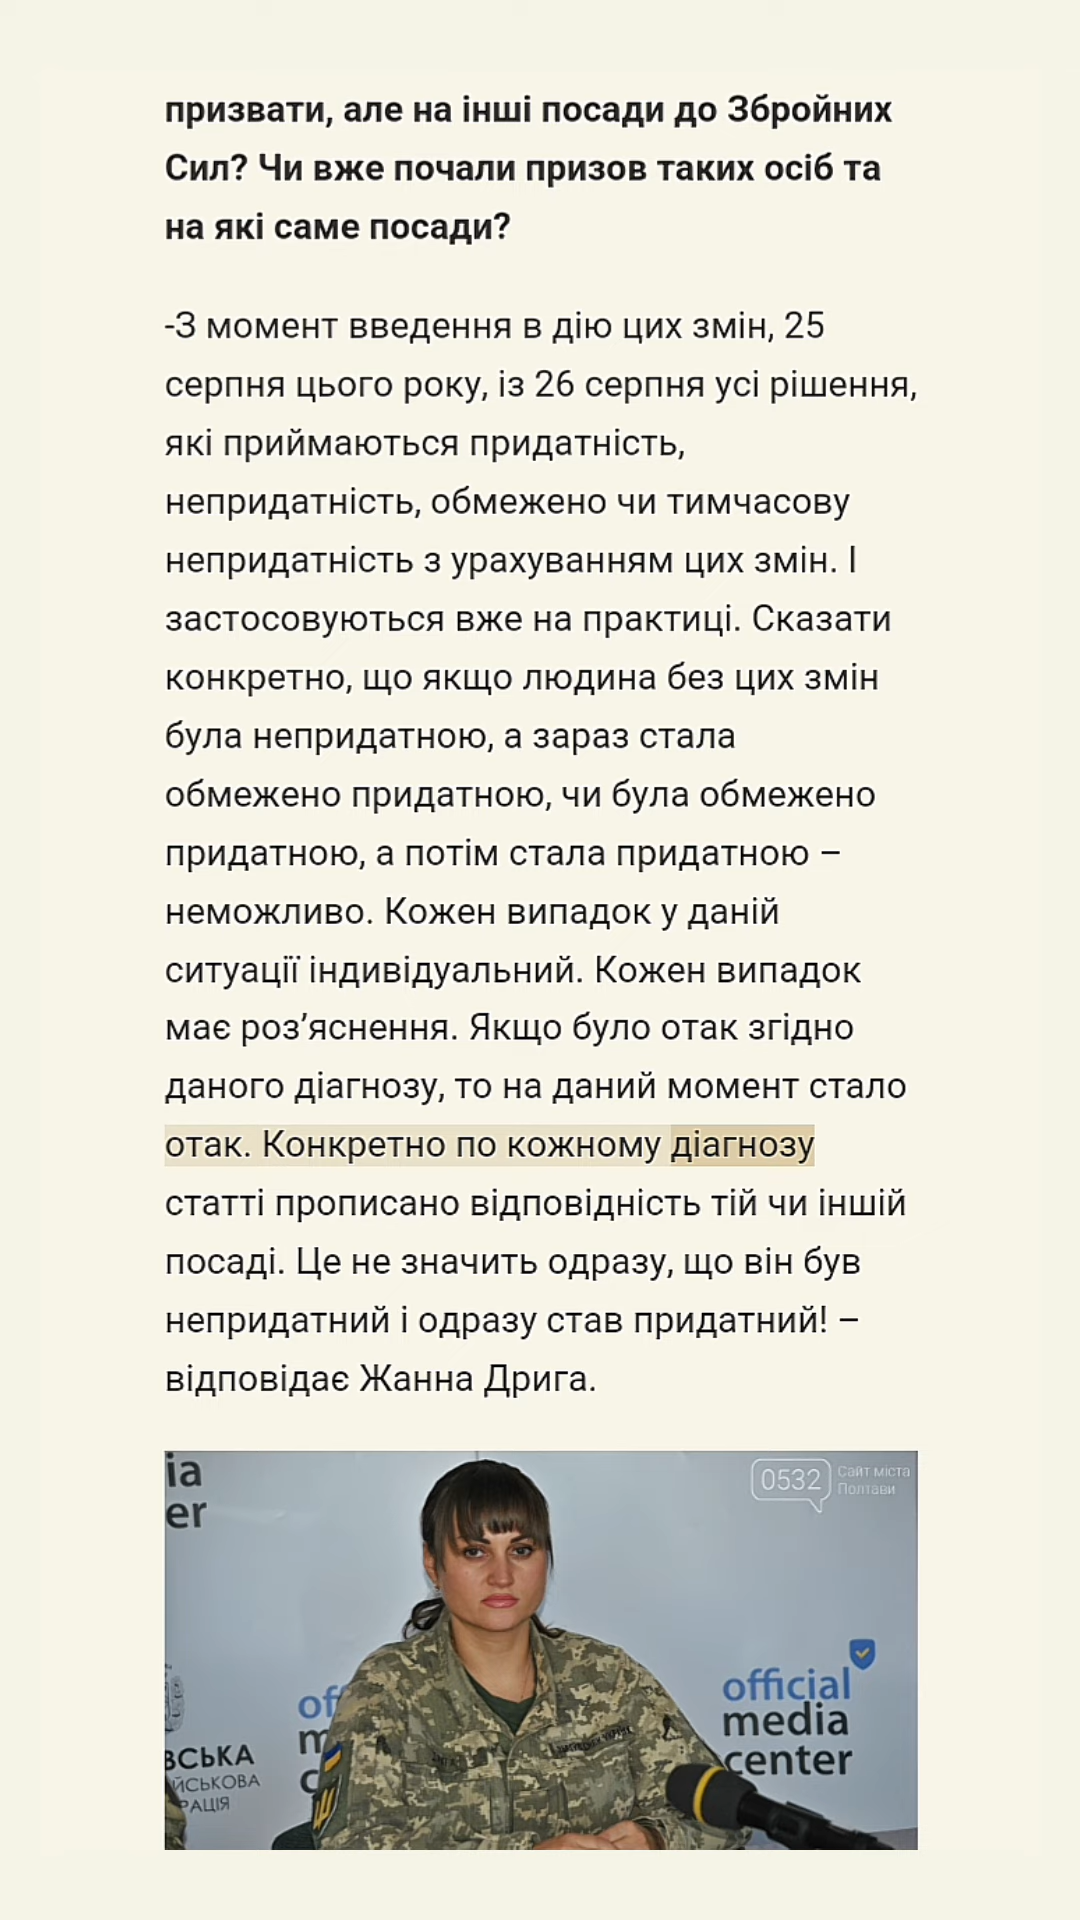 призвати, але на інші посади до Збройних
Сил? Чи вже почали призов таких осіб та
на які саме посади?
-З момент введення в дію цих змін, 25
серпня цього року, із 26 серпня усі рішення,
які приймаються придатність,
непридатність, обмежено чи тимчасову
непридатність з урахуванням цих змін. І
застосовуються вже на практиці. Сказати
конкретно, що якщо людина без цих змін
була непридатною, а зараз стала
обмежено придатною, чи була обмежено
придатною, а потім стала придатною –
неможливо. Кожен випадок у даній
ситуації індивідуальний. Кожен випадок
має роз’яснення. Якщо було отак згідно
даного діагнозу, то на даний момент стало
отак. Конкретно по кожному діагнозу
статті прописано відповідність тій чи іншій
посаді. Це не значить одразу, що він був
непридатний і одразу став придатний! –
відповідає Жанна Дрига.
ia
er
0532 Сайт міста
Полтави
of
m
c
official
media
center
ВСЬКА
ЙСЬКОВА
РАЦІЯ